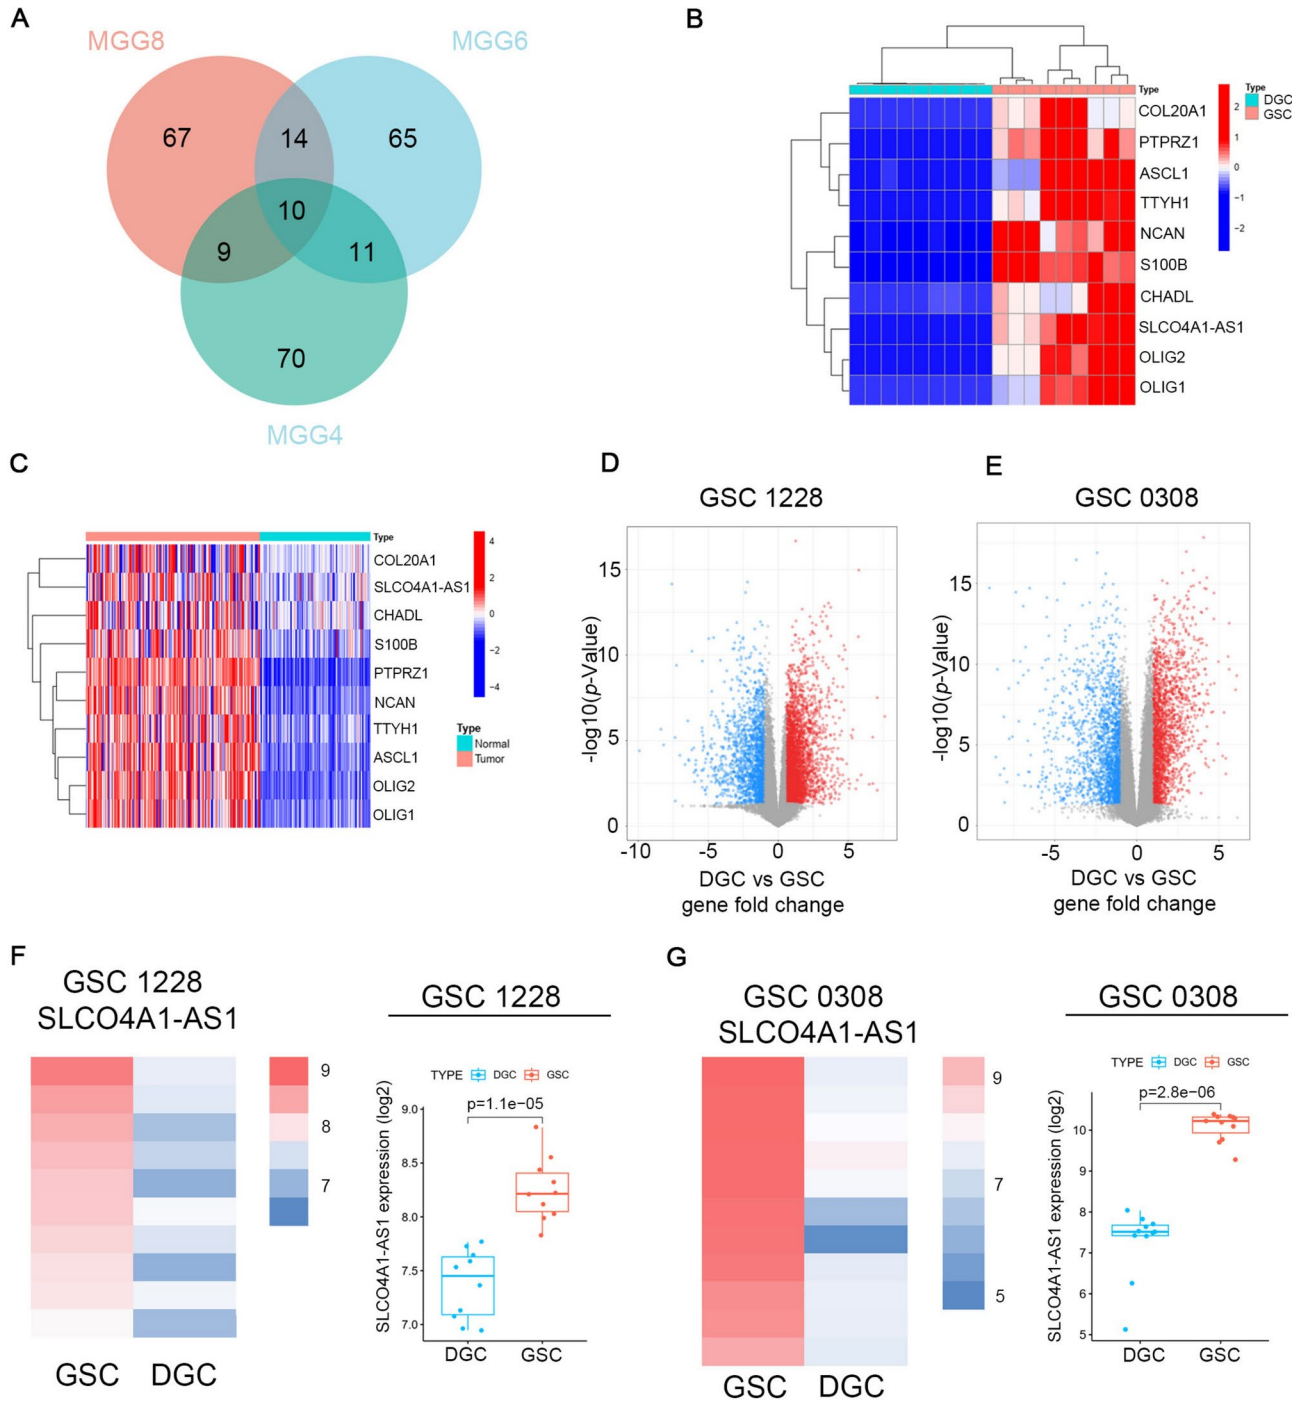 A
MGG8
MGG6
67
14
65
10
9
11
70
MGG4
B
Type
COL20A1
PTPRZ1
ASCL1
TTYH1
NCAN
S100B
CHADL
SLCO4A1-AS1
OLIG2
OLIG1
2
1
0
−1
−2
Type
DGC
GSC
C
Type
COL20A1
SLCO4A1-AS1
CHADL
S100B
PTPRZ1
NCAN
TTYH1
ASCL1
OLIG2
OLIG1
4
2
0
−2
−4
Type
Normal
Tumor
D
GSC 1228
-log10(p-Value)
15
10
5
0
-10
-5
0
5
DGC vs GSC
gene fold change
E
GSC 0308
-log10(p-Value)
15
10
5
0
-5
0
5
DGC vs GSC
gene fold change
F
GSC 1228
SLCO4A1-AS1
9
8
7
GSC DGC
GSC 1228
TYPE DGC GSC
p=1.1e−05
SLCO4A1-AS1 expression (log2)
9.0
8.5
8.0
7.5
7.0
DGC GSC
G
GSC 0308
SLCO4A1-AS1
9
7
5
GSC DGC
GSC 0308
TYPE DGC GSC
p=2.8e−06
SLCO4A1-AS1 expression (log2)
10
9
8
7
6
5
DGC GSC